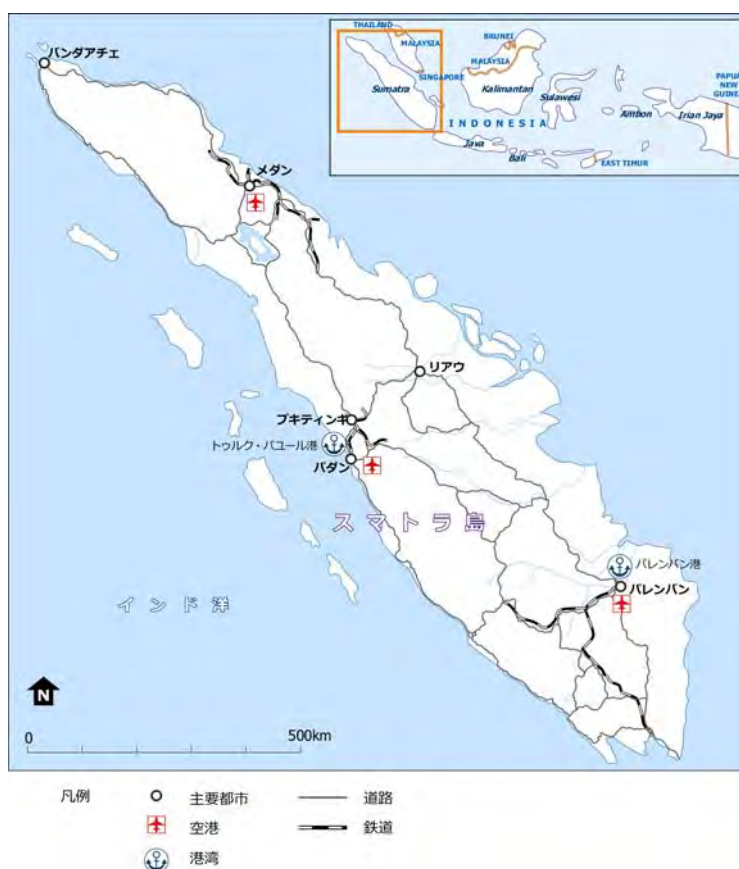 バンダアチェ
THAILAND
MALAYSIA
BRUNEI
MALAYSIA
SINGAPORE
PAPUA
NEW
GUINEA
Sumatra
Kalimantan
Sulawesi
Ambon
Irian Jaya
INDONESIA
Java
Bali
EAST TIMUR
メダン
リアウ
ブキティンギ
トゥルク・バユール港
パダン
スマトラ島
パレンバン港
パレンバン
インド洋
N
0 500km
凡例 主要都市 道路
空港 鉄道
港湾